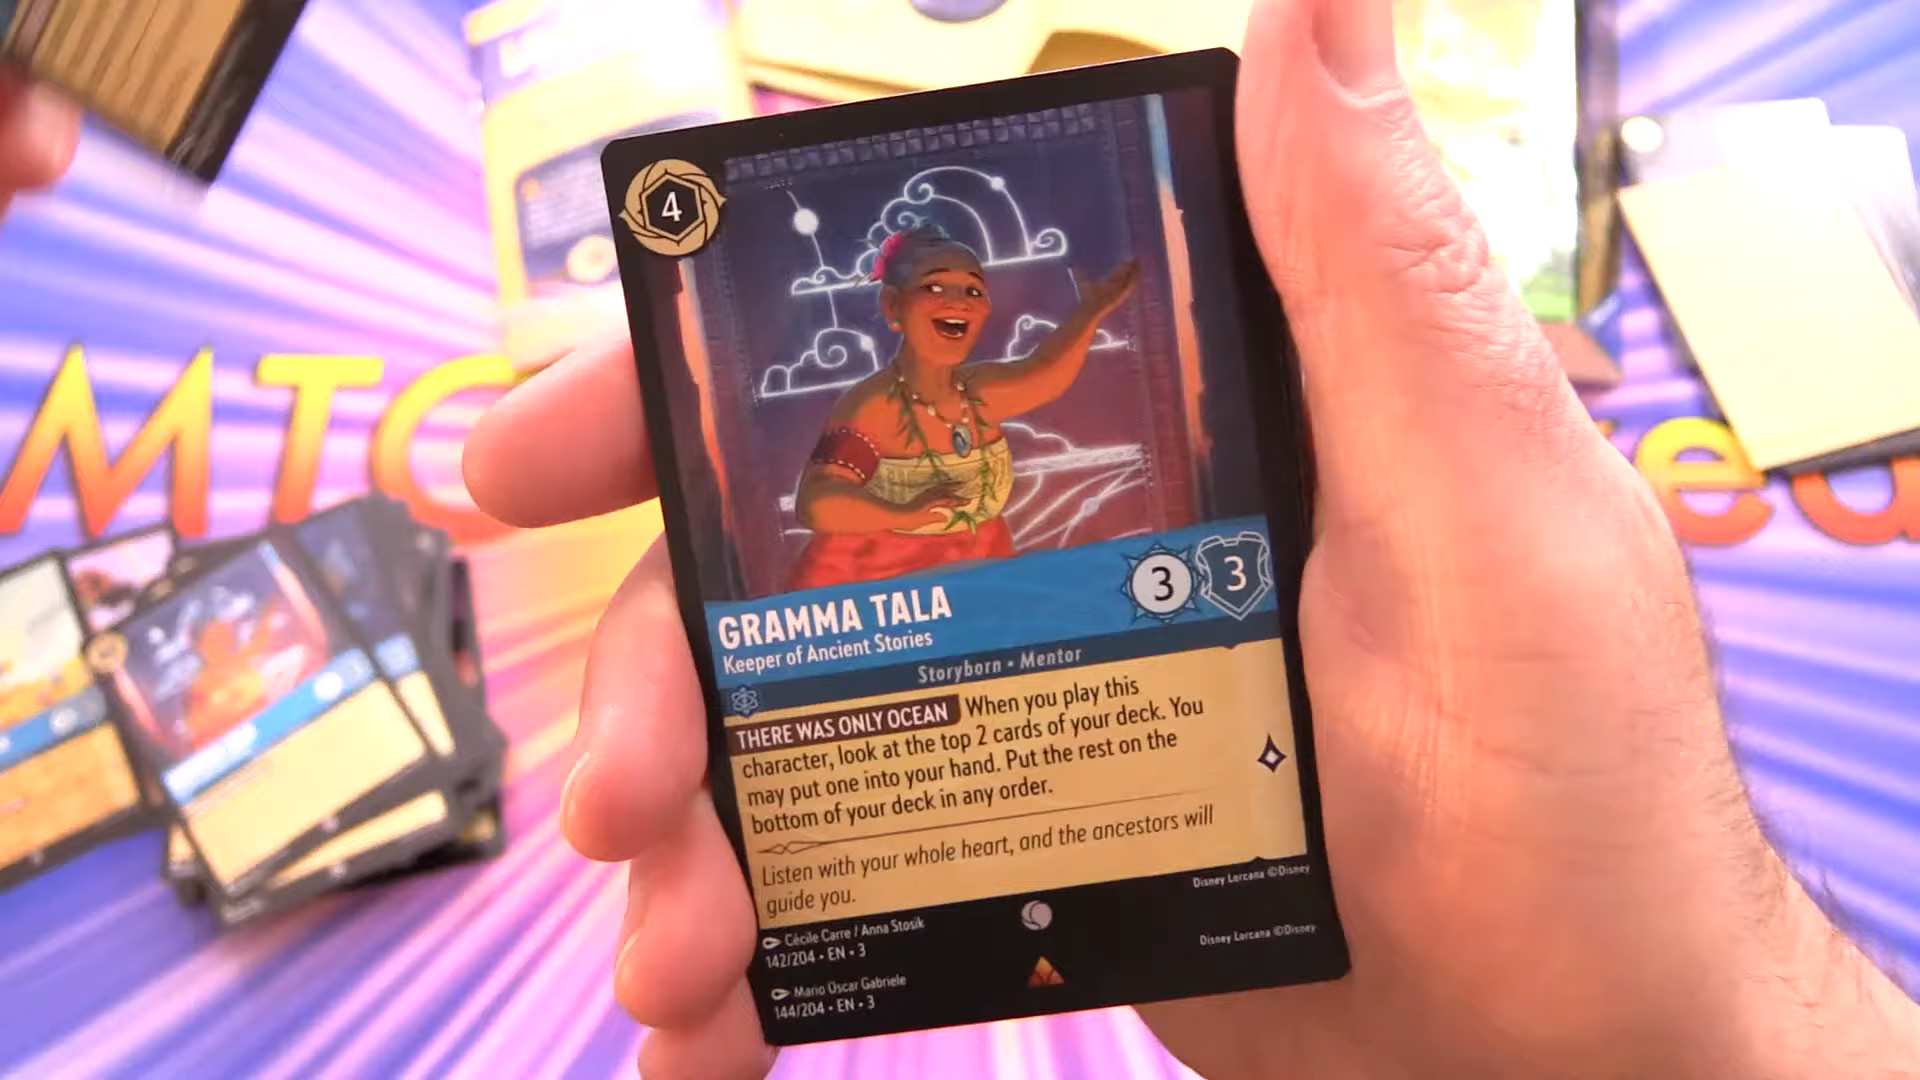 4
MTC
ed
GRAMMA TALA
3 3
Keeper of Ancient Stories
Storyborn • Mentor
THERE WAS ONLY OCEAN When you play this
character, look at the top 2 cards of your deck. You
may put one into your hand. Put the rest on the
bottom of your deck in any order.
Listen with your whole heart, and the ancestors will
guide you.
Disney Lorcana ©Disney
Cécile Carre / Anna Stosik
142/204 • EN • 3
Disney Lorcana ©Disney
Mario Oscar Gabriele
144/204 • EN • 3